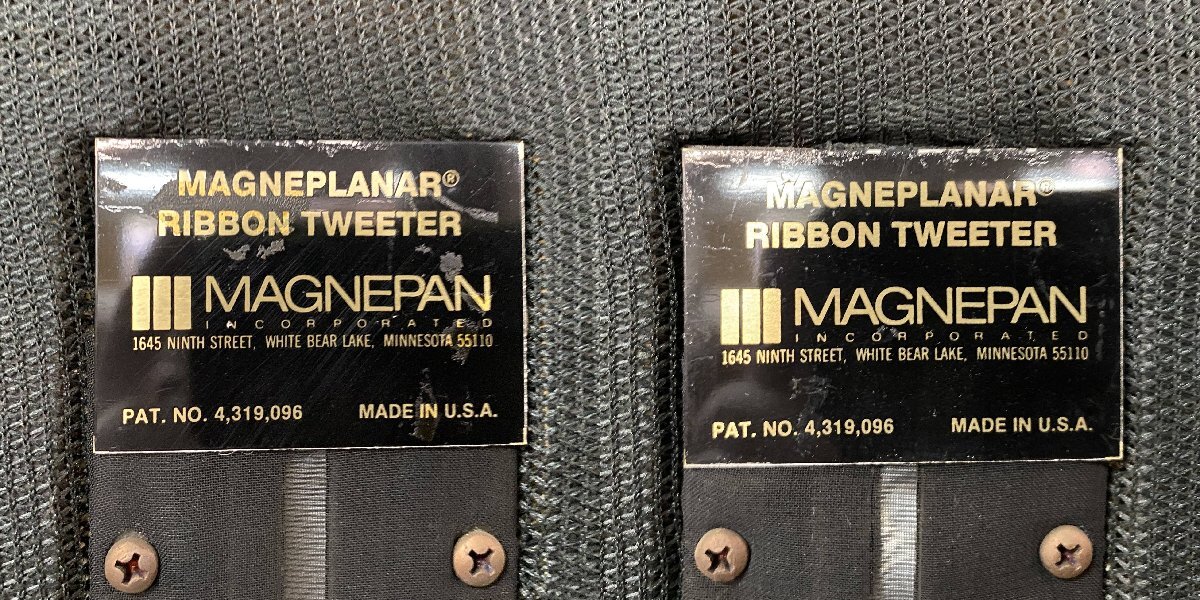 MAGNEPLANAR®
RIBBON TWEETER
MAGNEPAN
INCORPORATED
1645 NINTH STREET, WHITE BEAR LAKE, MINNESOTA 55110
PAT. NO. 4,319,096 MADE IN U.S.A.
MAGNEPLANAR®
RIBBON TWEETER
MAGNEPAN
INCORPORATED
1645 NINTH STREET, WHITE BEAR LAKE, MINNESOTA 55110
PAT. NO. 4,319,096 MADE IN U.S.A.